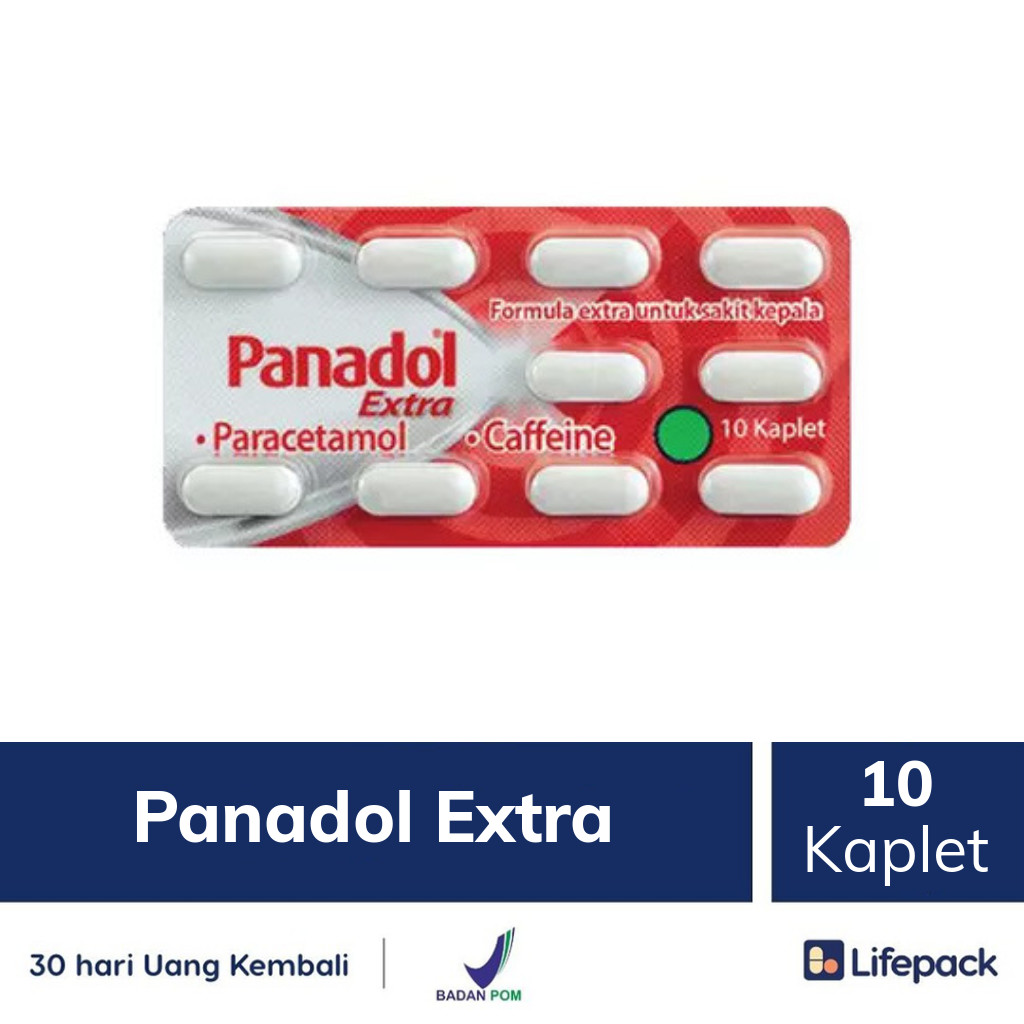 Formula extra untuk sakit kepala
Panadol®
Extra
• Paracetamol • Caffeine
10 Kaplet
Panadol Extra
10
Kaplet
30 hari Uang Kembali
BADAN POM
Lifepack